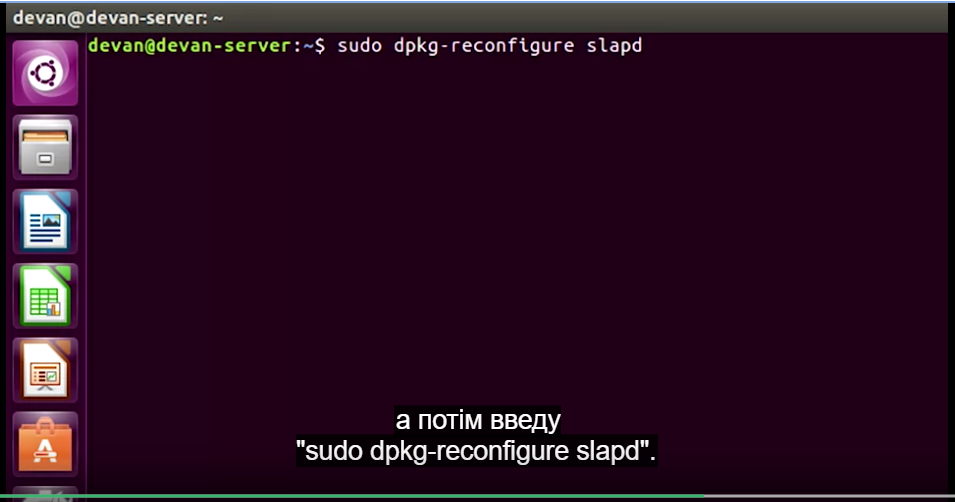 devan@devan-server: ~
devan@devan-server:~$ sudo dpkg-reconfigure slapd
а потім введу
"sudo dpkg-reconfigure slapd".